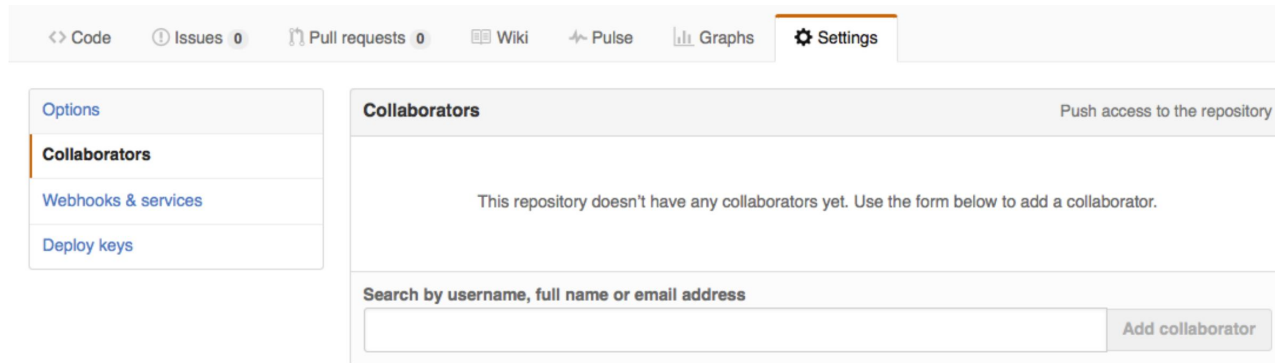 Code Issues 0 Pull requests 0 Wiki Pulse Graphs Settings
Options
Collaborators
Webhooks & services
Deploy keys
Collaborators Push access to the repository
This repository doesn't have any collaborators yet. Use the form below to add a collaborator.
Search by username, full name or email address
Add collaborator